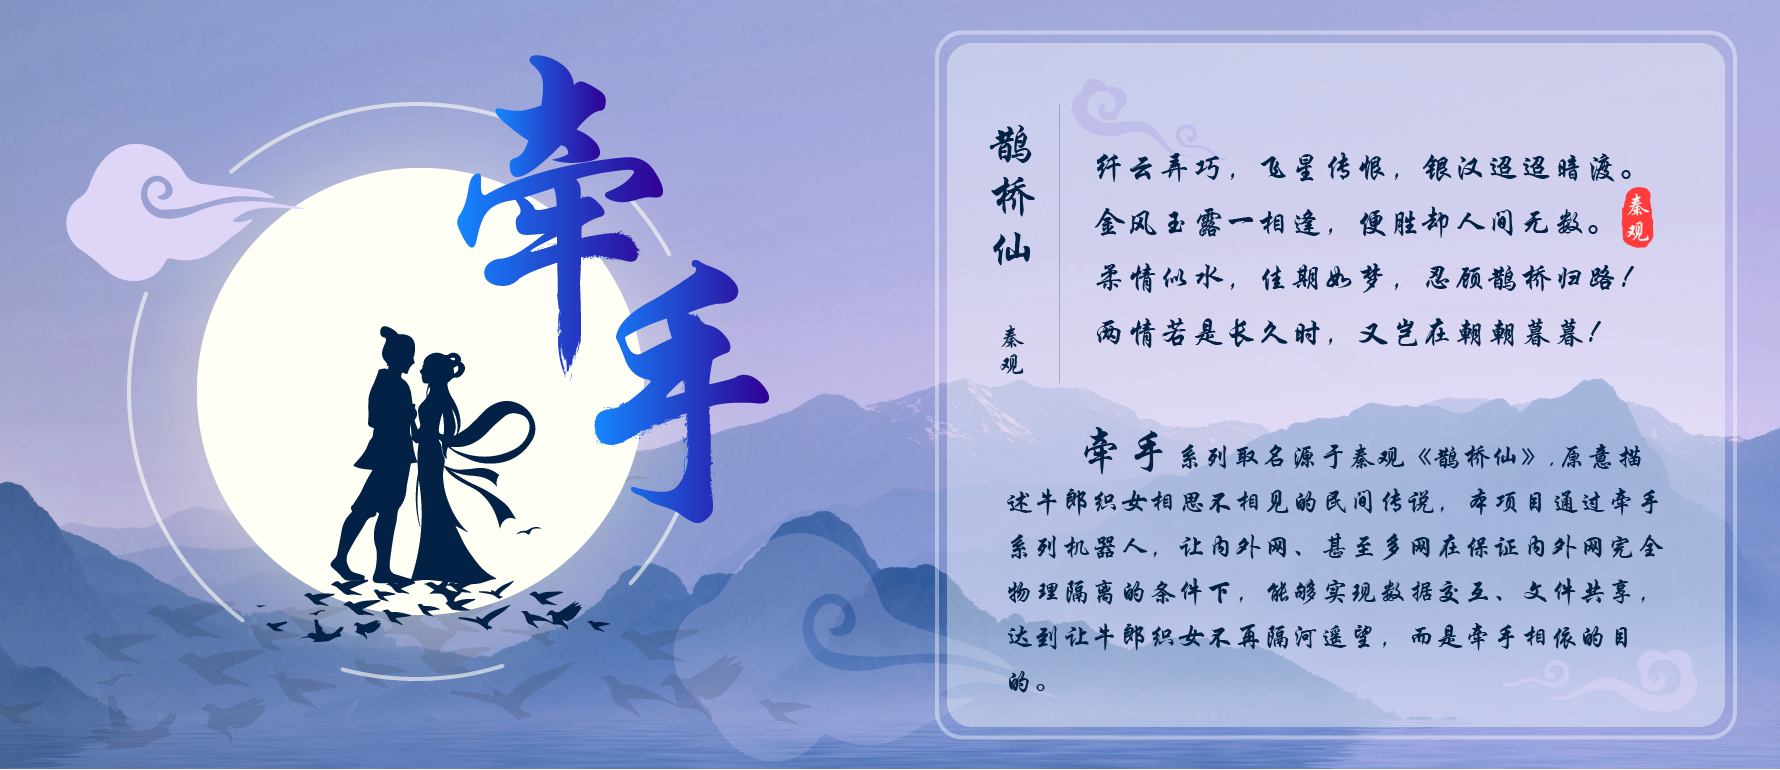 牵手
鹊桥仙
秦观
纤云弄巧，飞星传恨，银汉迢迢暗渡。
金风玉露一相逢，便胜却人间无数。
秦观
柔情似水，佳期如梦，忍顾鹊桥归路！
两情若是长久时，又岂在朝朝暮暮！
牵手系列取名源于秦观《鹊桥仙》,原意描
述牛郎织女相思不相见的民间传说，本项目通过牵手
系列机器人，让内外网、甚至多网在保证内外网完全
物理隔离的条件下，能够实现数据交互、文件共享，
达到让牛郎织女不再隔河遥望，而是牵手相依的目
的。